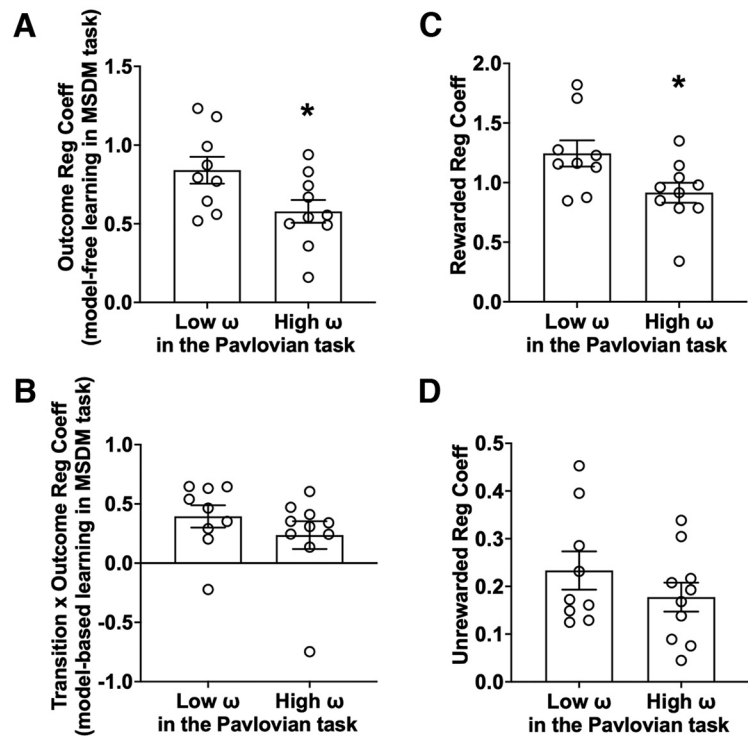 A
Outcome Reg Coeff
(model-free learning in MSDM task)
1.5
1.0
0.5
0.0
*
Low ω
High ω
in the Pavlovian task
C
Rewarded Reg Coeff
2.0
1.5
1.0
0.5
0.0
*
Low ω
High ω
in the Pavlovian task
B
Transition x Outcome Reg Coeff
(model-based learning in MSDM task)
1.0
0.5
0.0
-0.5
-1.0
Low ω
High ω
in the Pavlovian task
D
Unrewarded Reg Coeff
0.5
0.4
0.3
0.2
0.1
0.0
Low ω
High ω
in the Pavlovian task